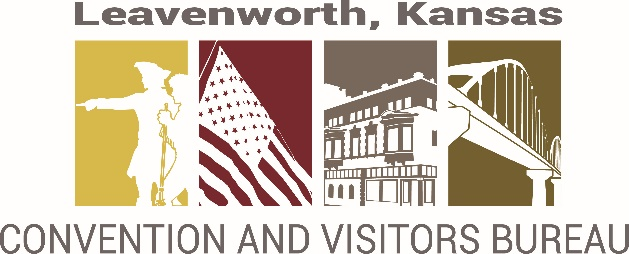 Leavenworth, Kansas
CONVENTION AND VISITORS BUREAU